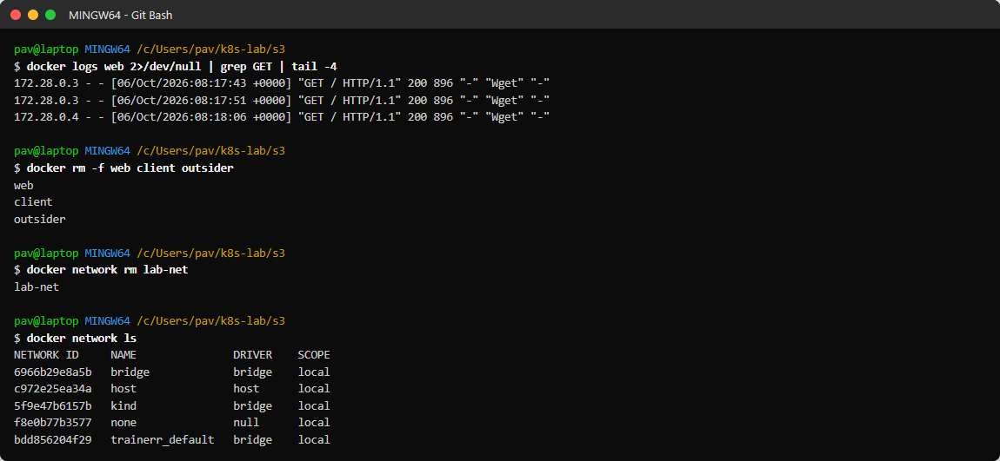 MINGW64 - Git Bash
pav@laptop MINGW64 /c/Users/pav/k8s-lab/s3
$ docker logs web 2>/dev/null | grep GET | tail -4
172.28.0.3 - - [06/Oct/2026:08:17:43 +0000] "GET / HTTP/1.1" 200 896 "-" "Wget" "-"
172.28.0.3 - - [06/Oct/2026:08:17:51 +0000] "GET / HTTP/1.1" 200 896 "-" "Wget" "-"
172.28.0.4 - - [06/Oct/2026:08:18:06 +0000] "GET / HTTP/1.1" 200 896 "-" "Wget" "-"
pav@laptop MINGW64 /c/Users/pav/k8s-lab/s3
$ docker rm -f web client outsider
web
client
outsider
pav@laptop MINGW64 /c/Users/pav/k8s-lab/s3
$ docker network rm lab-net
lab-net
pav@laptop MINGW64 /c/Users/pav/k8s-lab/s3
$ docker network ls
NETWORK ID     NAME               DRIVER    SCOPE
6966b29e8a5b   bridge             bridge    local
c972e25ea34a   host               host      local
5f9e47b6157b   kind               bridge    local
f8e0b77b3577   none               null      local
bdd856204f29   trainerr_default   bridge    local